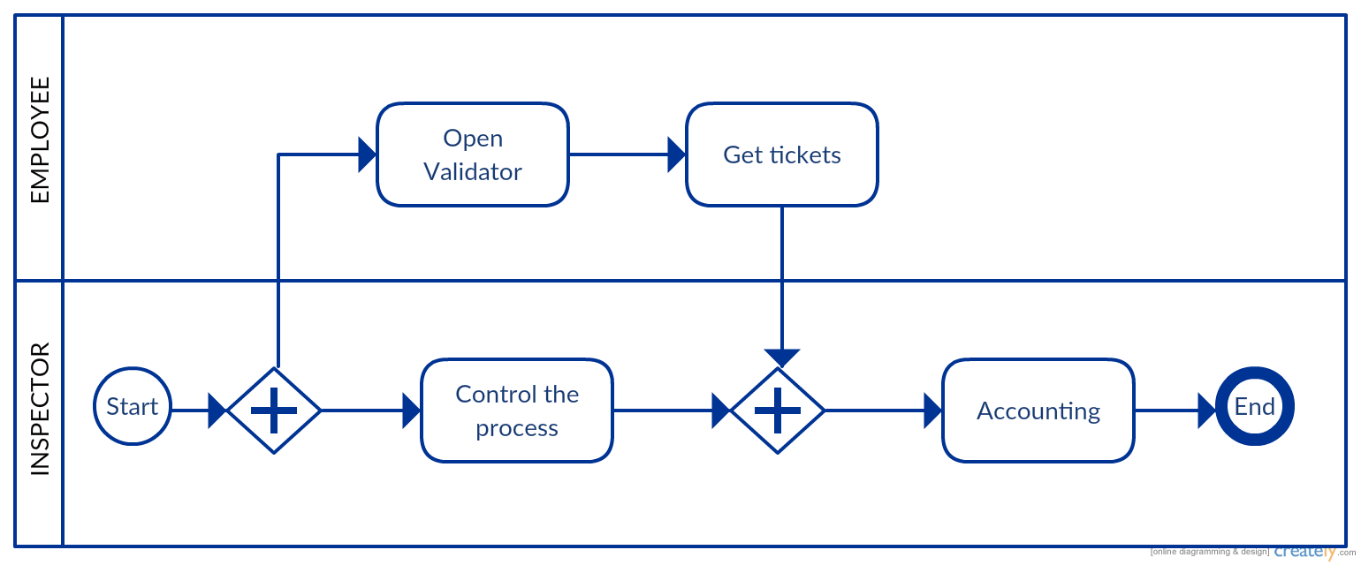 EMPLOYEE
Open
Validator
Get tickets
INSPECTOR
Start
Control the
process
Accounting
End
[online diagramming & design] creately.com